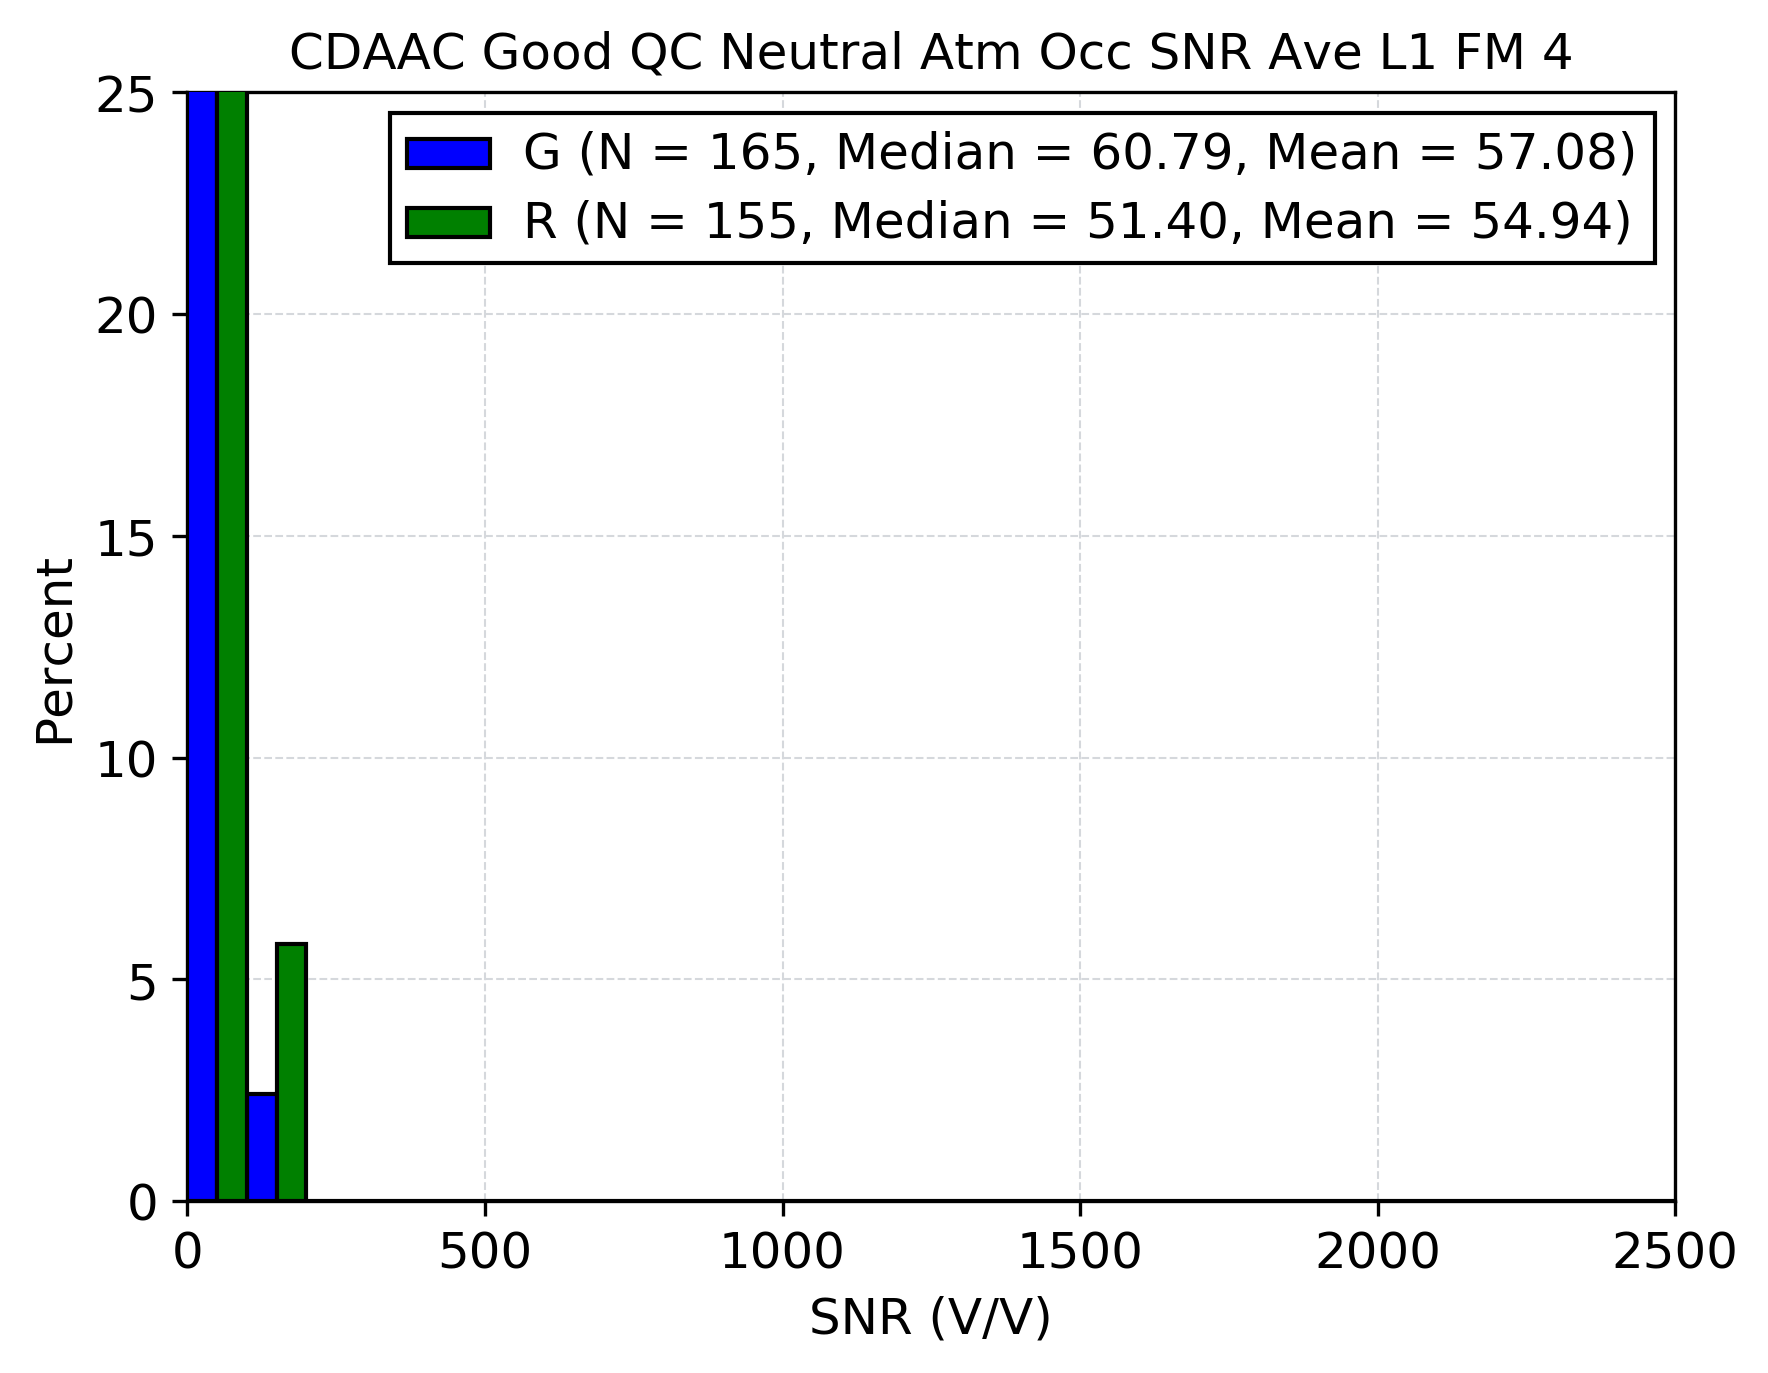 CDAAC Good QC Neutral Atm Occ SNR Ave L1 FM 4
25
20
15
10
5
0
Percent
G (N = 165, Median = 60.79, Mean = 57.08)
R (N = 155, Median = 51.40, Mean = 54.94)
0 500 1000 1500 2000 2500
SNR (V/V)